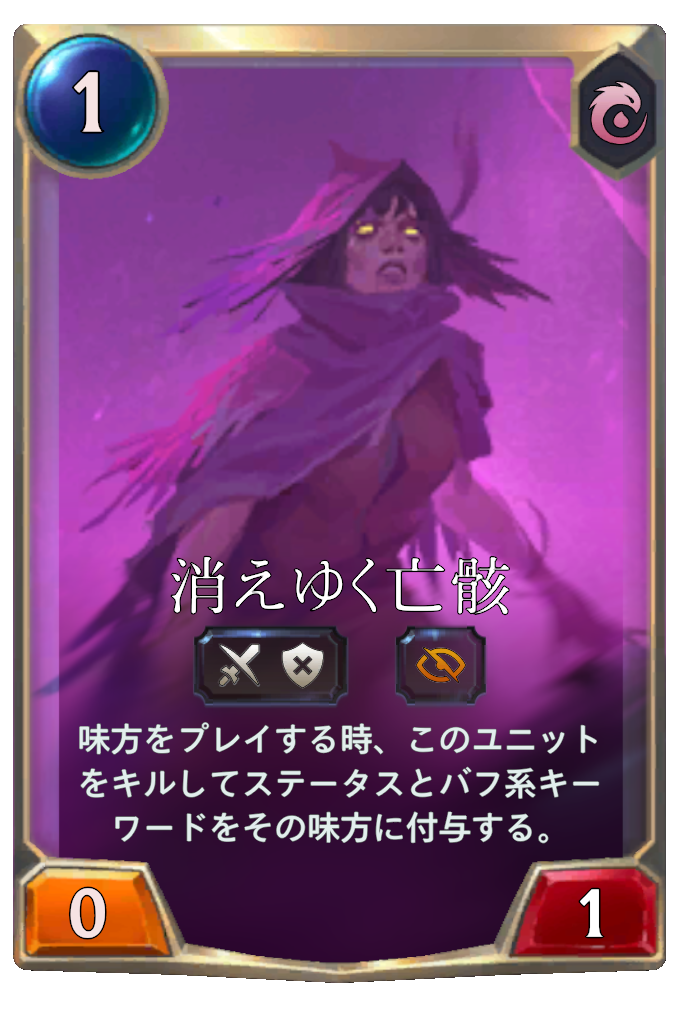 1
消えゆく亡骸
味方をプレイする時、このユニット
をキルしてステータスとバフ系キー
ワードをその味方に付与する。
0
1